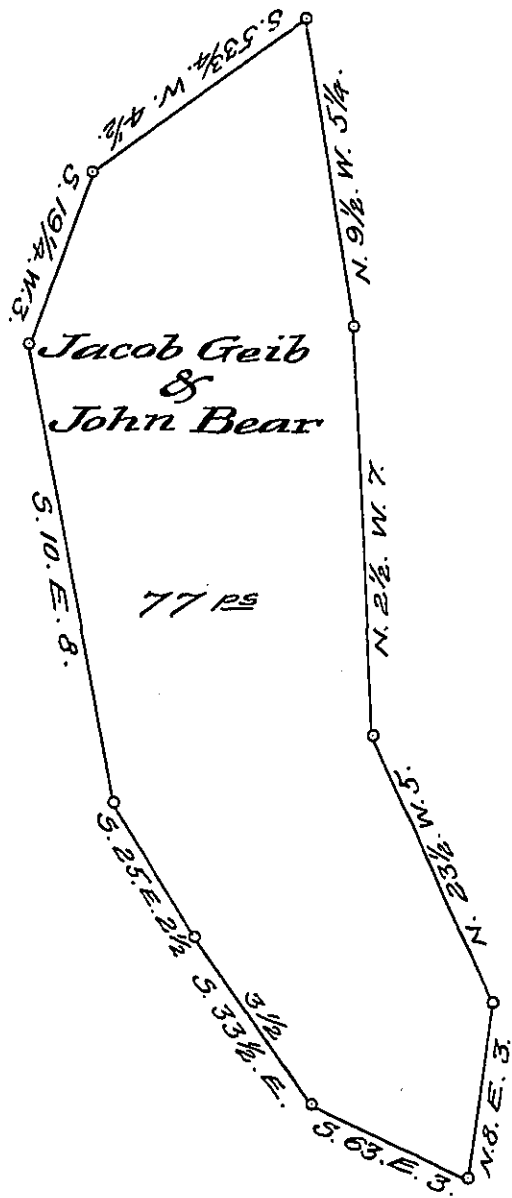 S. 53¾. W. 4½.
N. 9½. W. 5¼.
S. 19¼. W. 3.
Jacob Geib
&
John Bear
S. 10. E. 8.
N. 2½. W. 7.
77 ps
N. 23½. W. 5.
S. 25. E. 2½
S. 33½. E.
3½
S. 63. E. 3.
N. 8. E. 3.